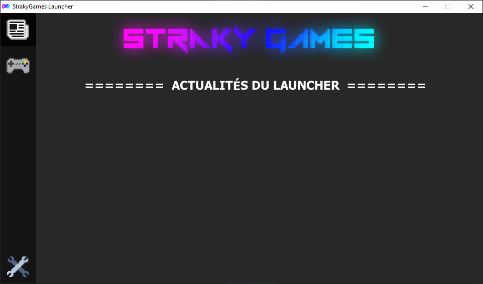 StrakyGames Launcher
STRAKY GAMES
======== ACTUALITÉS DU LAUNCHER ========